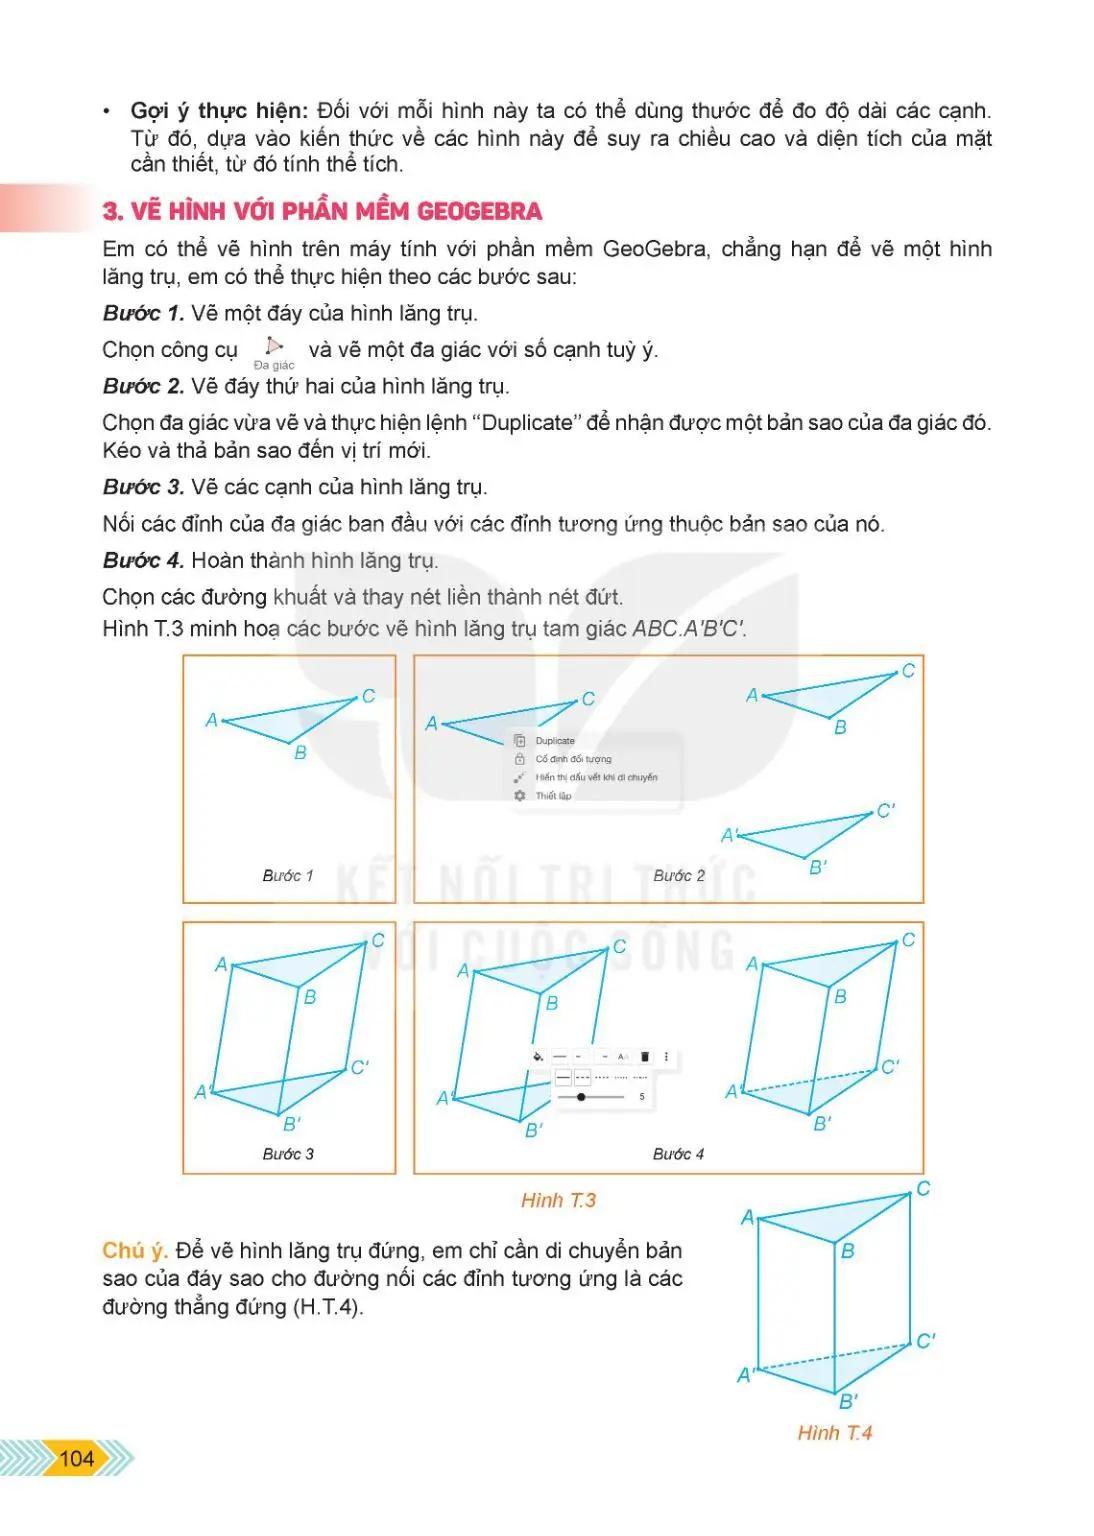 • Gợi ý thực hiện: Đối với mỗi hình này ta có thể dùng thước để đo độ dài các cạnh.
Từ đó, dựa vào kiến thức về các hình này để suy ra chiều cao và diện tích của mặt
cần thiết, từ đó tính thể tích.
3. VẼ HÌNH VỚI PHẦN MỀM GEOGEBRA
Em có thể vẽ hình trên máy tính với phần mềm GeoGebra, chẳng hạn để vẽ một hình
lăng trụ, em có thể thực hiện theo các bước sau:
Bước 1. Vẽ một đáy của hình lăng trụ.
Chọn công cụ và vẽ một đa giác với số cạnh tuỳ ý.
Đa giác
Bước 2. Vẽ đáy thứ hai của hình lăng trụ.
Chọn đa giác vừa vẽ và thực hiện lệnh “Duplicate” để nhận được một bản sao của đa giác đó.
Kéo và thả bản sao đến vị trí mới.
Bước 3. Vẽ các cạnh của hình lăng trụ.
Nối các đỉnh của đa giác ban đầu với các đỉnh tương ứng thuộc bản sao của nó.
Bước 4. Hoàn thành hình lăng trụ.
Chọn các đường khuất và thay nét liền thành nét đứt.
Hình T.3 minh hoạ các bước vẽ hình lăng trụ tam giác ABC.A'B'C'.
A C B
Bước 1
A C
Duplicate
Cố định đối tượng
Hiển thị dấu vết khi di chuyển
Thiết lập
A C B
A' C' B'
Bước 2
KẾT NỐI TRI THỨC
VỚI CUỘC SỐNG
A C B
A' C' B'
Bước 3
A C B
AA
5
A' B'
A C B
A' C' B'
Bước 4
Hình T.3
Chú ý. Để vẽ hình lăng trụ đứng, em chỉ cần di chuyển bản
sao của đáy sao cho đường nối các đỉnh tương ứng là các
đường thẳng đứng (H.T.4).
A C B
A' C' B'
Hình T.4
104